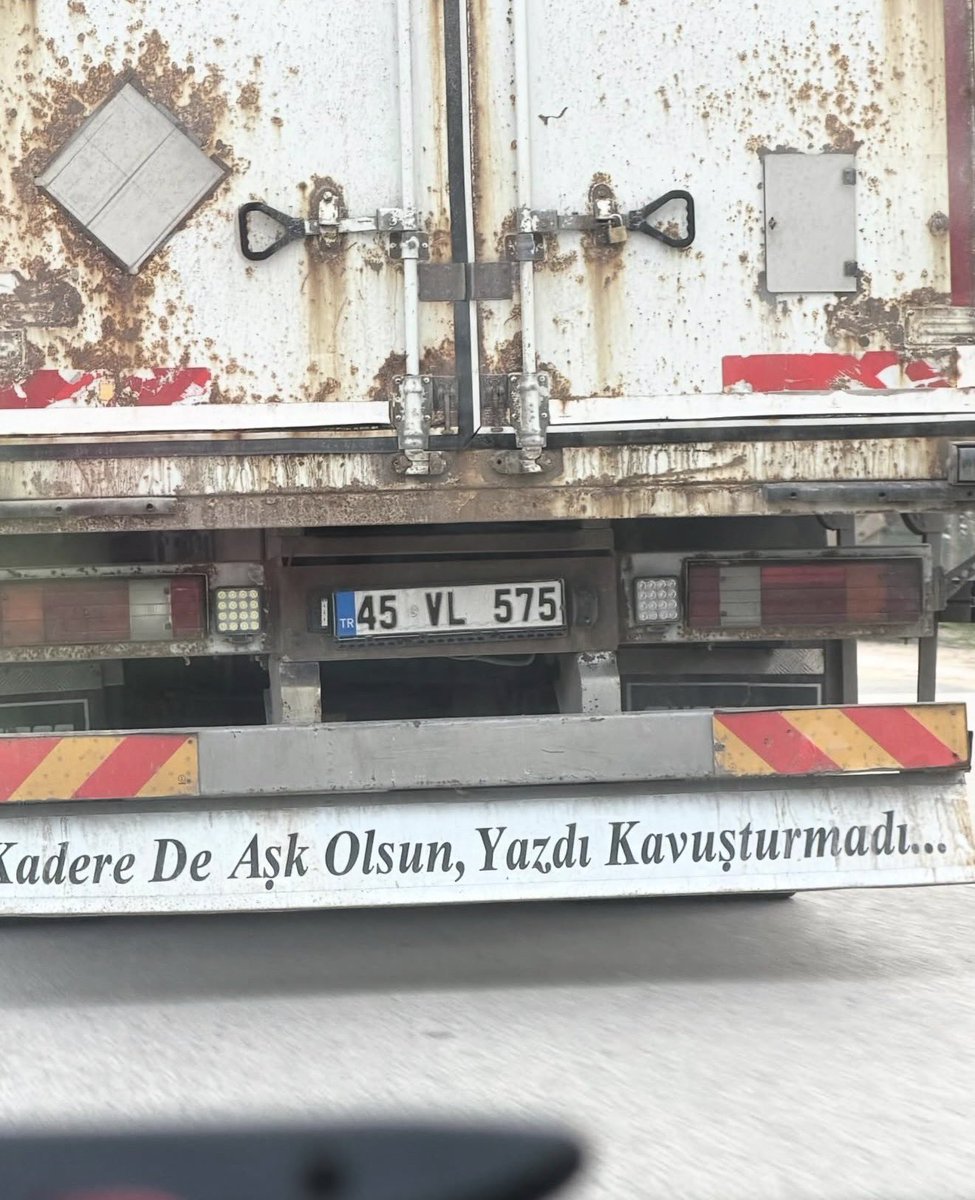 TR 45 VL 575
Kadere De Aşk Olsun, Yazdı Kavuşturmadı...